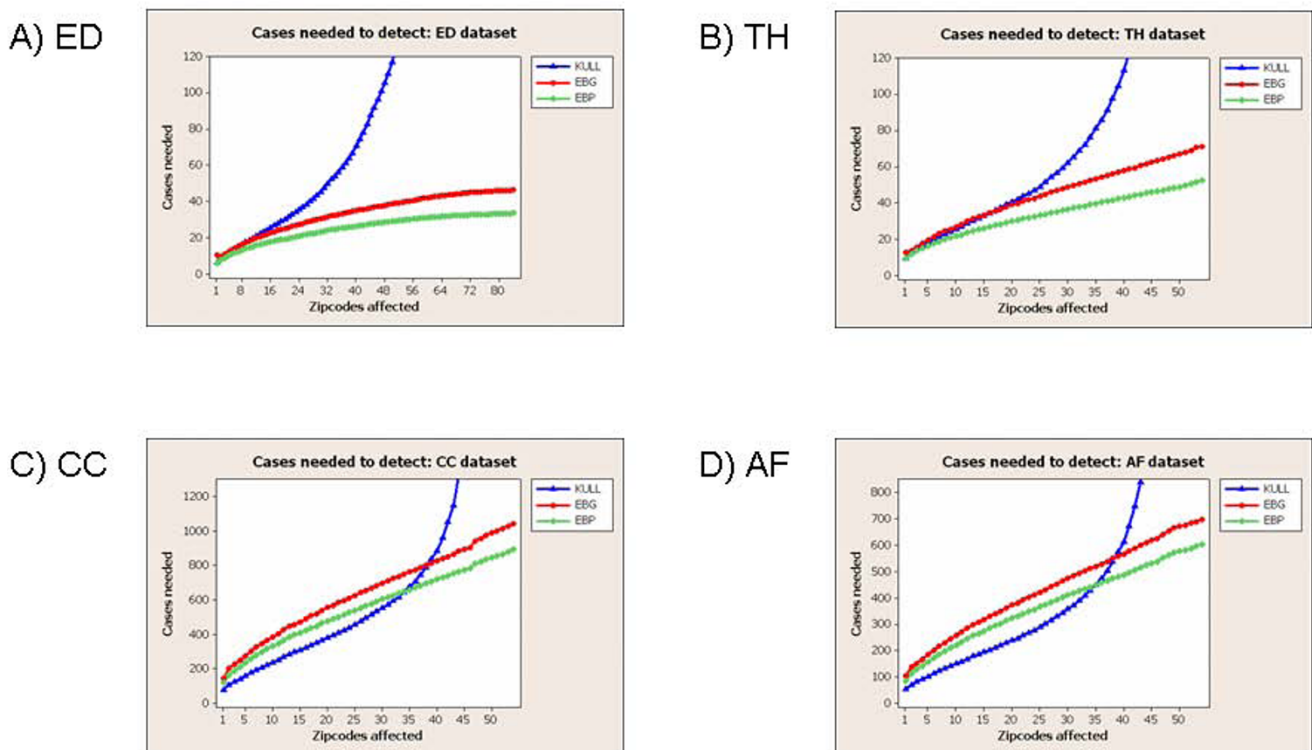 A) ED
Cases needed to detect: ED dataset
Cases needed
120
100
80
60
40
20
0
1 8 16 24 32 40 48 56 64 72 80
Zipcodes affected
KULL
EBG
EBP
B) TH
Cases needed to detect: TH dataset
Cases needed
120
100
80
60
40
20
0
1 5 10 15 20 25 30 35 40 45 50
Zipcodes affected
KULL
EBG
EBP
C) CC
Cases needed to detect: CC dataset
Cases needed
1200
1000
800
600
400
200
0
1 5 10 15 20 25 30 35 40 45 50
Zipcodes affected
KULL
EBG
EBP
D) AF
Cases needed to detect: AF dataset
Cases needed
800
700
600
500
400
300
200
100
0
1 5 10 15 20 25 30 35 40 45 50
Zipcodes affected
KULL
EBG
EBP